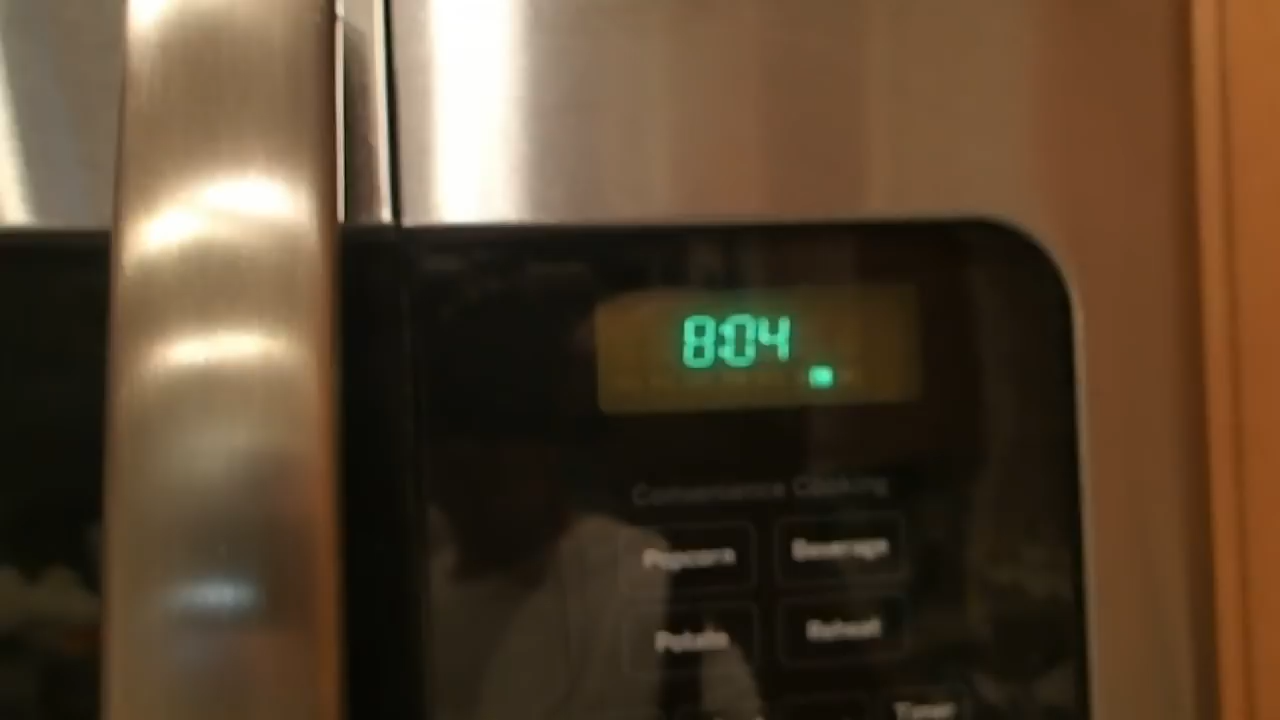 8:04
Convenience Cooking
Popcorn Beverage
Potato Reheat
Timer